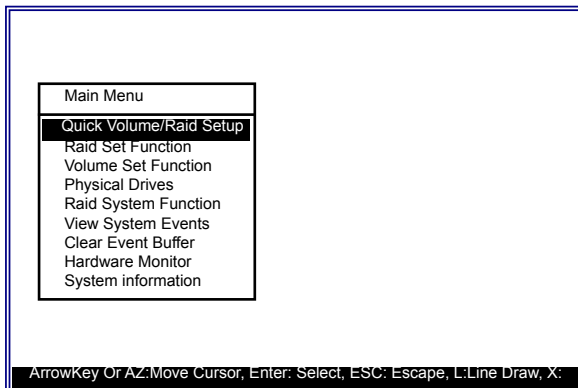 Main Menu
Quick Volume/Raid Setup
Raid Set Function
Volume Set Function
Physical Drives
Raid System Function
View System Events
Clear Event Buffer
Hardware Monitor
System information
ArrowKey Or AZ:Move Cursor, Enter: Select, ESC: Escape, L:Line Draw, X: